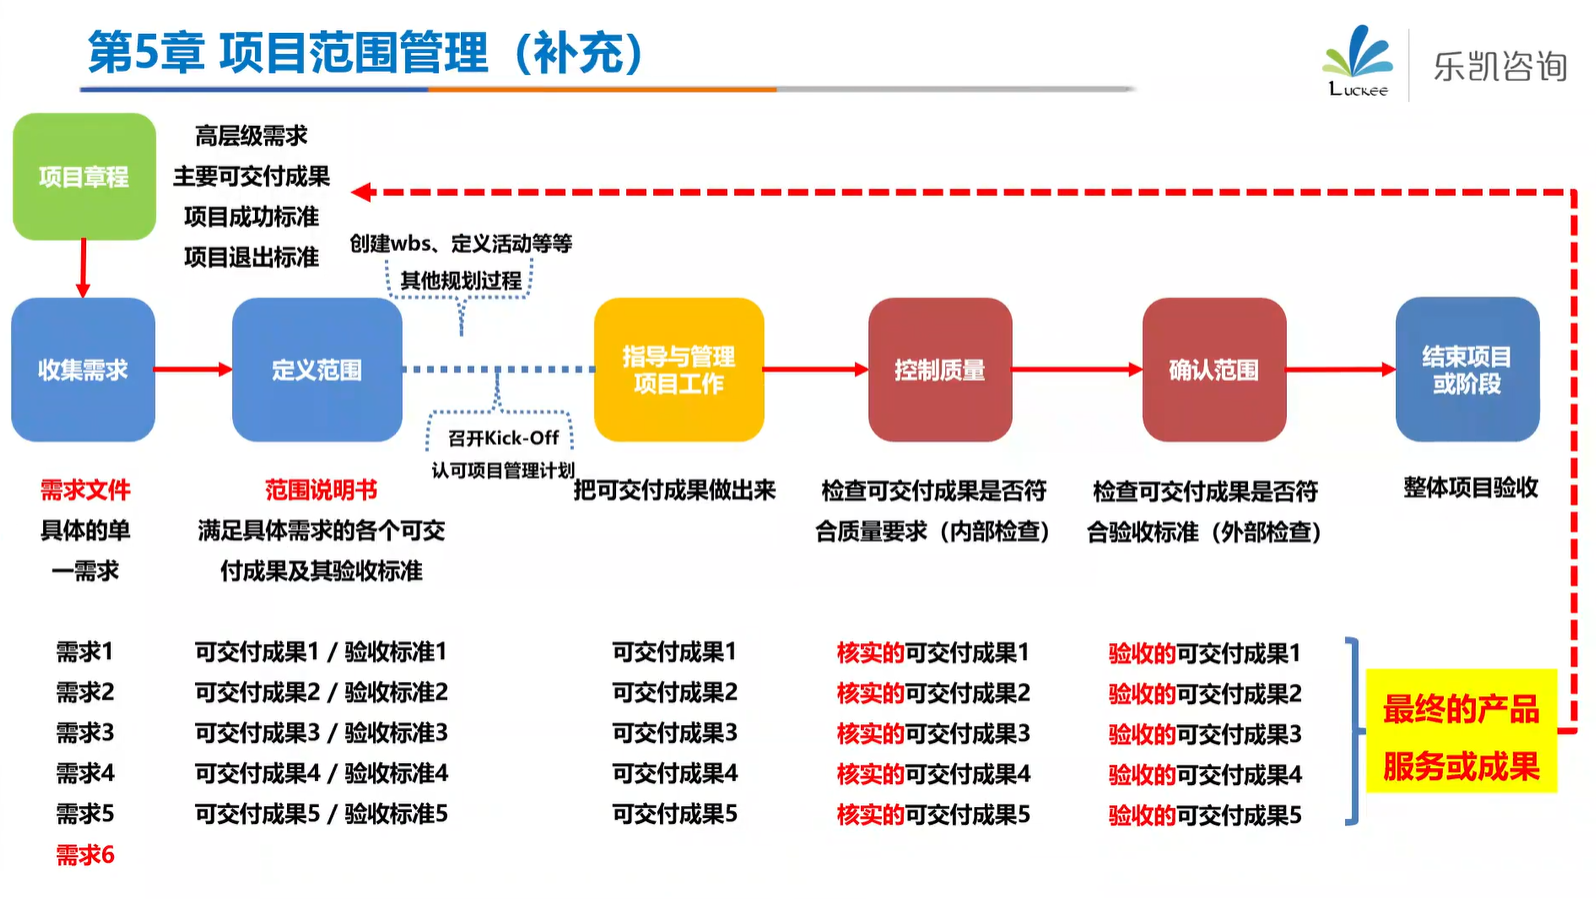 第5章 项目范围管理（补充）
LUCKEE
乐凯咨询
项目章程
高层级需求
主要可交付成果
项目成功标准
项目退出标准
创建wbs、定义活动等等
其他规划过程
收集需求
定义范围
指导与管理
项目工作
控制质量
确认范围
结束项目
或阶段
召开Kick-Off
认可项目管理计划
需求文件
具体的单
一需求
范围说明书
满足具体需求的各个可交
付成果及其验收标准
把可交付成果做出来
检查可交付成果是否符
合质量要求（内部检查）
检查可交付成果是否符
合验收标准（外部检查）
整体项目验收
需求1
需求2
需求3
需求4
需求5
需求6
可交付成果1 / 验收标准1
可交付成果2 / 验收标准2
可交付成果3 / 验收标准3
可交付成果4 / 验收标准4
可交付成果5 / 验收标准5
可交付成果1
可交付成果2
可交付成果3
可交付成果4
可交付成果5
核实的可交付成果1
核实的可交付成果2
核实的可交付成果3
核实的可交付成果4
核实的可交付成果5
验收的可交付成果1
验收的可交付成果2
验收的可交付成果3
验收的可交付成果4
验收的可交付成果5
最终的产品
服务或成果